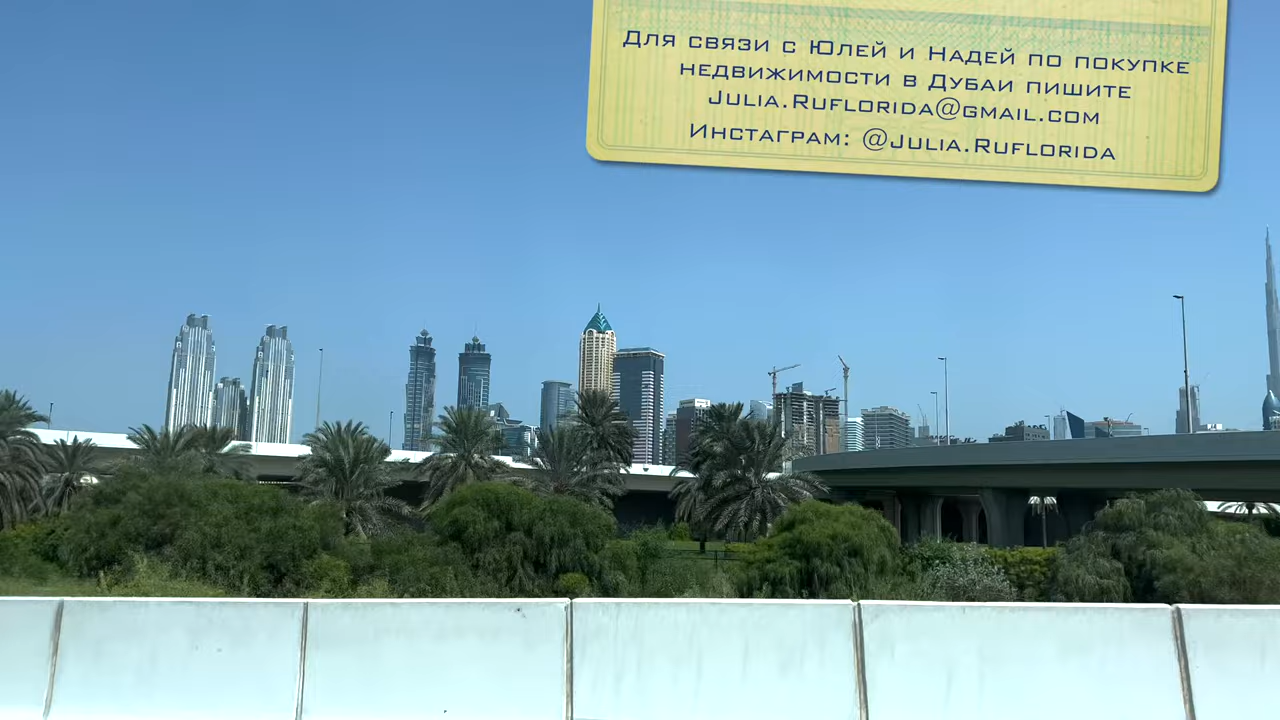 Для связи с Юлей и Надей по покупке
недвижимости в Дубаи пишите
Julia.Ruflorida@gmail.com
Инстаграм: @Julia.Ruflorida